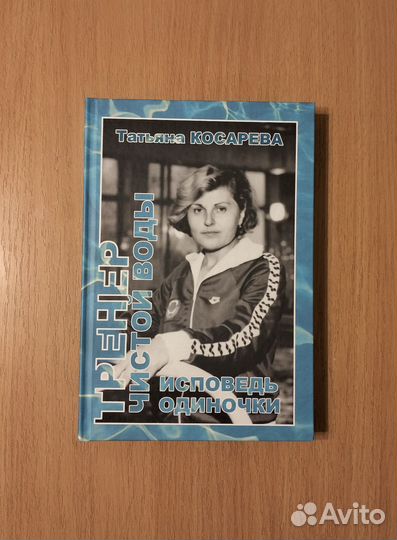 Татьяна КОСАРЕВА
ТРЕНЕР
ЧИСТОЙ ВОДЫ
ИСПОВЕДЬ
ОДИНОЧКИ
Avito